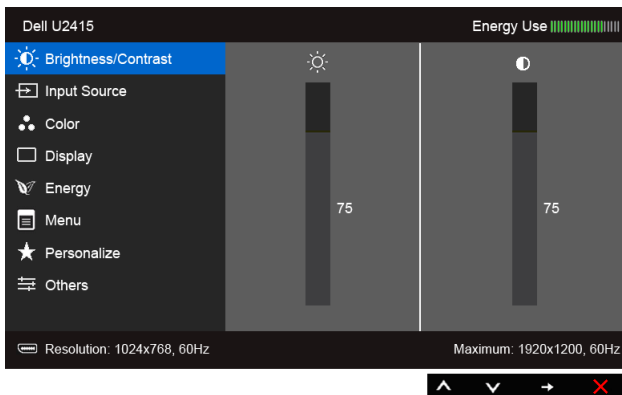 Dell U2415
Energy Use
Brightness/Contrast
Input Source
Color
Display
Energy
Menu
Personalize
Others
75
75
Resolution: 1024x768, 60Hz
Maximum: 1920x1200, 60Hz